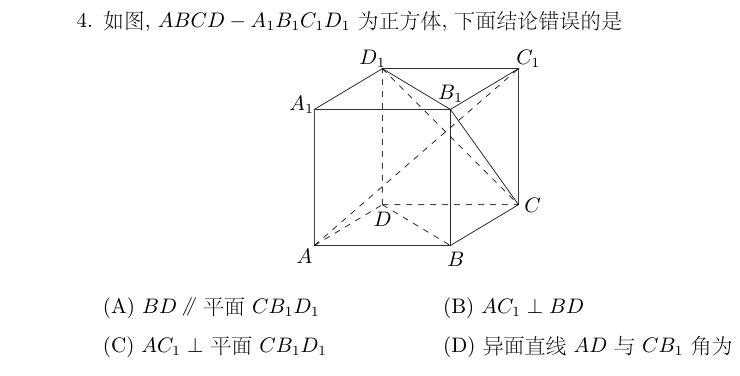 4. 如图, ABCD − A₁B₁C₁D₁ 为正方体, 下面结论错误的是
D₁ C₁
A₁ B₁
D C
A B
(A) BD ∥ 平面 CB₁D₁ (B) AC₁ ⊥ BD
(C) AC₁ ⊥ 平面 CB₁D₁ (D) 异面直线 AD 与 CB₁ 角为